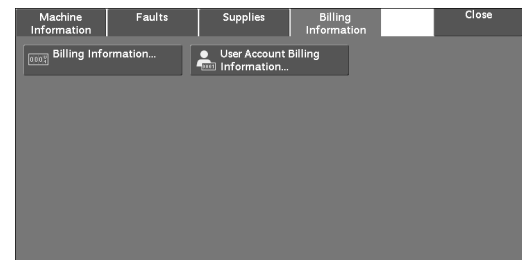 Machine Information
Faults
Supplies
Billing Information
Close
Billing Information...
User Account Billing
Information...